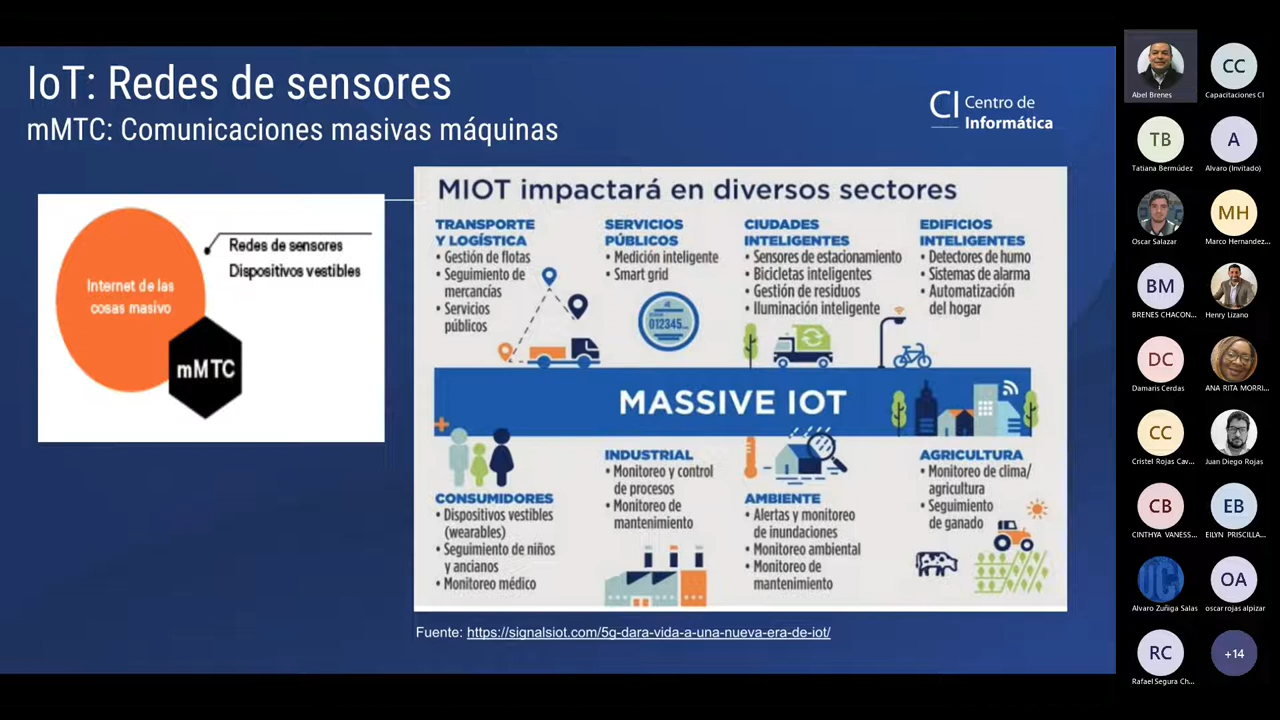 IoT: Redes de sensores
mMTC: Comunicaciones masivas máquinas
CI Centro de
Informática
Internet de las
cosas masivo
mMTC
Redes de sensores
Dispositivos vestibles
MIOT impactará en diversos sectores
TRANSPORTE
Y LOGÍSTICA
• Gestión de flotas
• Seguimiento de
mercancías
• Servicios
públicos
SERVICIOS
PÚBLICOS
• Medición inteligente
• Smart grid
012345...
CIUDADES
INTELIGENTES
• Sensores de estacionamiento
• Bicicletas inteligentes
• Gestión de residuos
• Iluminación inteligente
EDIFICIOS
INTELIGENTES
• Detectores de humo
• Sistemas de alarma
• Automatización
del hogar
MASSIVE IOT
CONSUMIDORES
• Dispositivos vestibles
(wearables)
• Seguimiento de niños
y ancianos
• Monitoreo médico
INDUSTRIAL
• Monitoreo y control
de procesos
• Monitoreo de
mantenimiento
AMBIENTE
• Alertas y monitoreo
de inundaciones
• Monitoreo ambiental
• Monitoreo de
mantenimiento
AGRICULTURA
• Monitoreo de clima/
agricultura
• Seguimiento
de ganado
Fuente: https://signalsiot.com/5g-dara-vida-a-una-nueva-era-de-iot/
Abel Brenes
CC
Capacitaciones CI
TB
Tatiana Bermúdez
A
Alvaro (Invitado)
Oscar Salazar
MH
Marco Hernandez...
BM
BRENES CHACON...
Henry Lizano
DC
Damaris Cerdas
ANA RITA MORRI...
CC
Cristel Rojas Cav...
Juan Diego Rojas
CB
CINTHYA VANESS...
EB
EILYN PRISCILLA...
Alvaro Zuñiga Salas
OA
oscar rojas alpizar
RC
Rafael Segura Ch...
+14